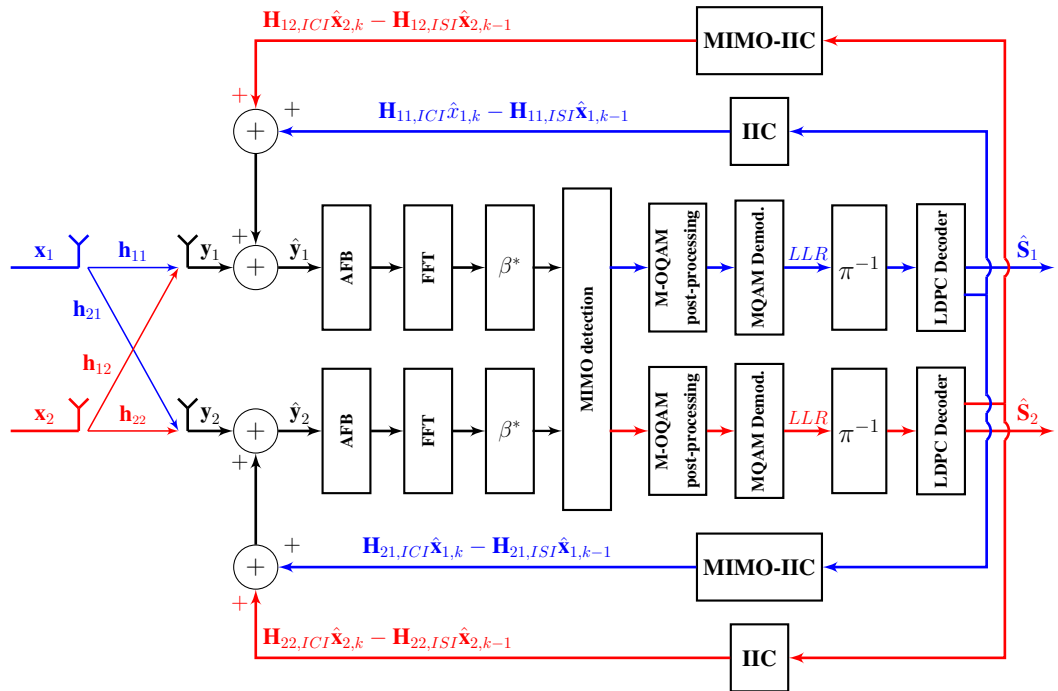 H₁₂,ICI x̂₂,k − H₁₂,ISI x̂₂,k−1
MIMO-IIC
+
+
+
H₁₁,ICI x̂₁,k − H₁₁,ISI x̂₁,k−1
IIC
x₁
h₁₁
y₁
+
+
ŷ₁
AFB
FFT
β*
MIMO detection
M-OQAM
post-processing
MQAM Demod.
LLR
π⁻¹
LDPC Decoder
Ŝ₁
h₂₁
h₁₂
x₂
h₂₂
y₂
+
+
ŷ₂
AFB
FFT
β*
M-OQAM
post-processing
MQAM Demod.
LLR
π⁻¹
LDPC Decoder
Ŝ₂
+
+
+
H₂₁,ICI x̂₁,k − H₂₁,ISI x̂₁,k−1
MIMO-IIC
H₂₂,ICI x̂₂,k − H₂₂,ISI x̂₂,k−1
IIC